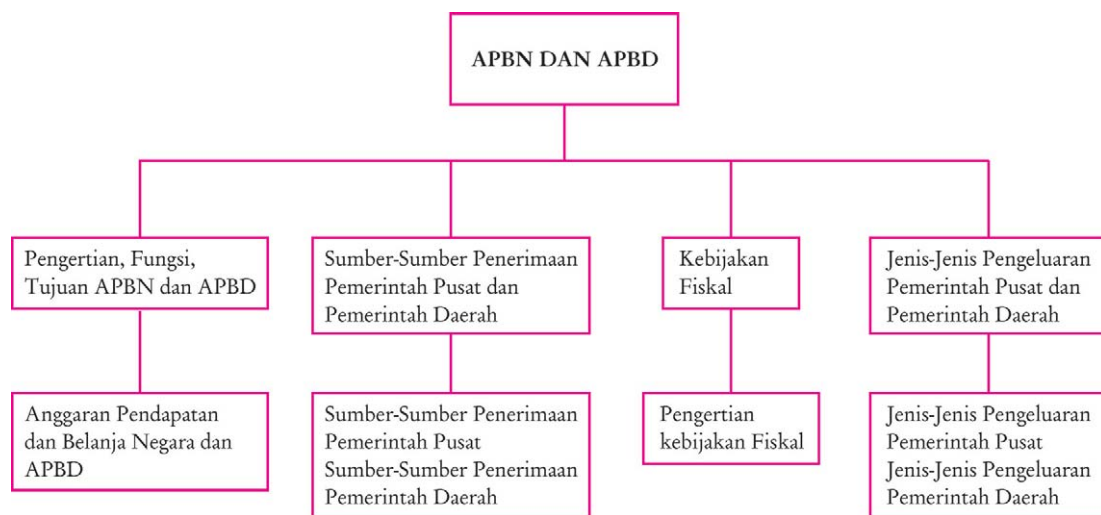 APBN DAN APBD
Pengertian, Fungsi,
Tujuan APBN dan APBD
Sumber-Sumber Penerimaan
Pemerintah Pusat dan
Pemerintah Daerah
Kebijakan
Fiskal
Jenis-Jenis Pengeluaran
Pemerintah Pusat dan
Pemerintah Daerah
Anggaran Pendapatan
dan Belanja Negara dan
APBD
Sumber-Sumber Penerimaan
Pemerintah Pusat
Sumber-Sumber Penerimaan
Pemerintah Daerah
Pengertian
kebijakan Fiskal
Jenis-Jenis Pengeluaran
Pemerintah Pusat
Jenis-Jenis Pengeluaran
Pemerintah Daerah